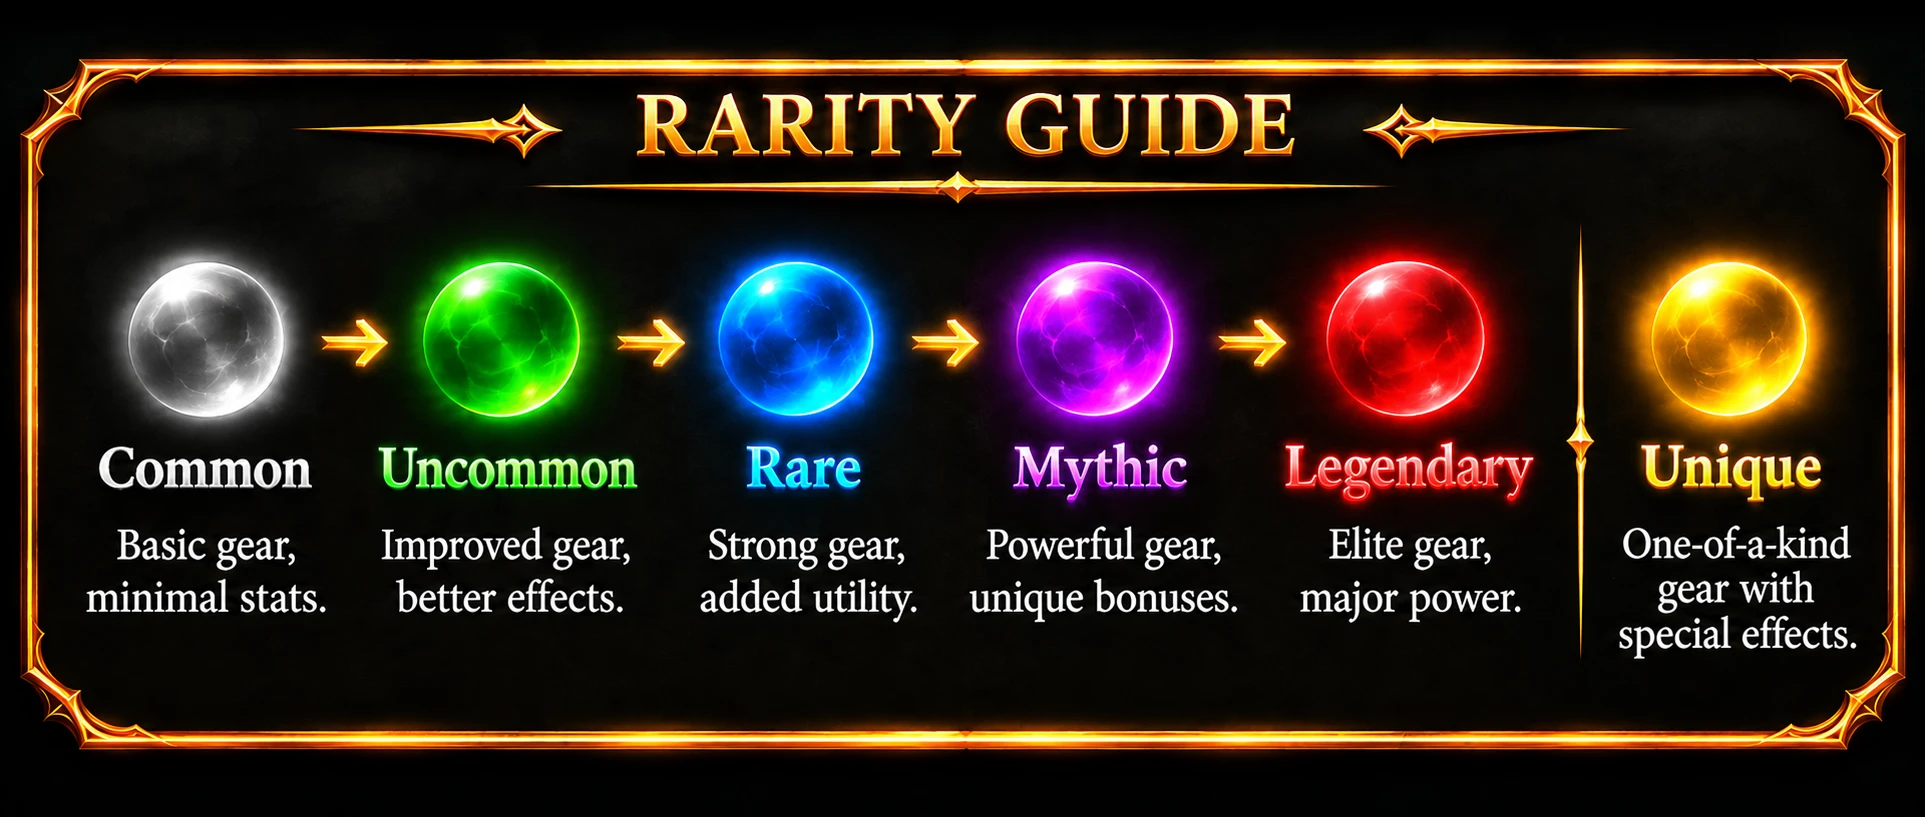 RARITY GUIDE
Common
Basic gear,
minimal stats.
Uncommon
Improved gear,
better effects.
Rare
Strong gear,
added utility.
Mythic
Powerful gear,
unique bonuses.
Legendary
Elite gear,
major power.
Unique
One-of-a-kind
gear with
special effects.